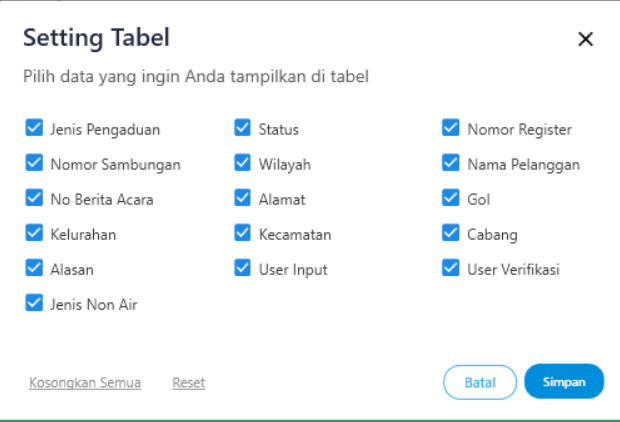 Setting Tabel
Pilih data yang ingin Anda tampilkan di tabel
Jenis Pengaduan Status Nomor Register
Nomor Sambungan Wilayah Nama Pelanggan
No Berita Acara Alamat Gol
Kelurahan Kecamatan Cabang
Alasan User Input User Verifikasi
Jenis Non Air
Kosongkan Semua Reset Batal Simpan